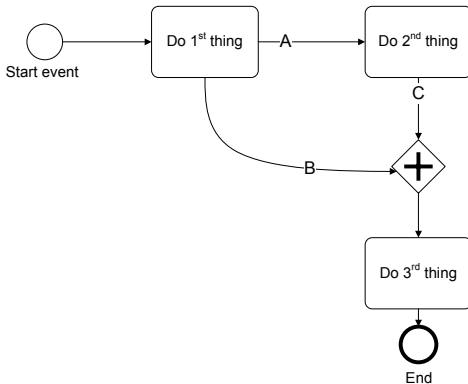 Do 1st thing
A
Do 2nd thing
Start event
C
B
Do 3rd thing
End